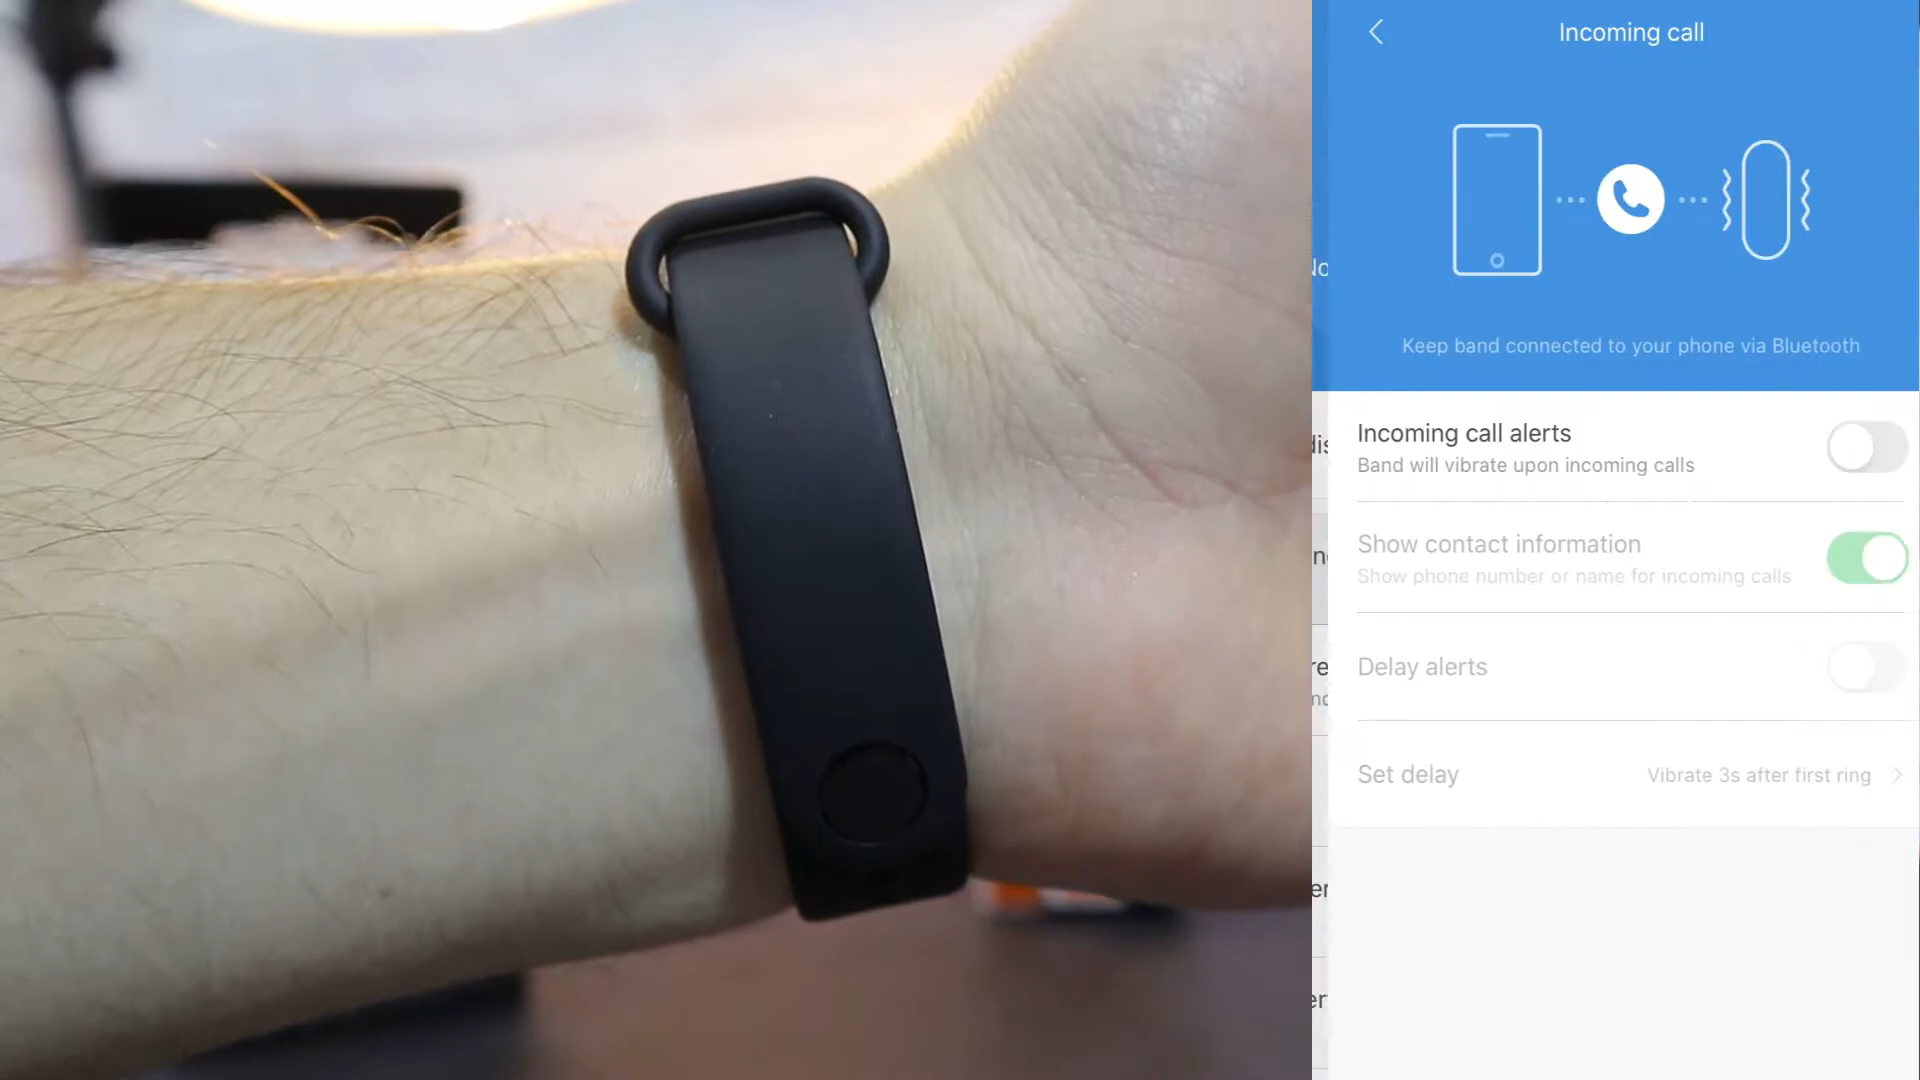 Incoming call
Keep band connected to your phone via Bluetooth
Incoming call alerts
Band will vibrate upon incoming calls
Show contact information
Show phone number or name for incoming calls
Delay alerts
Set delay
Vibrate 3s after first ring